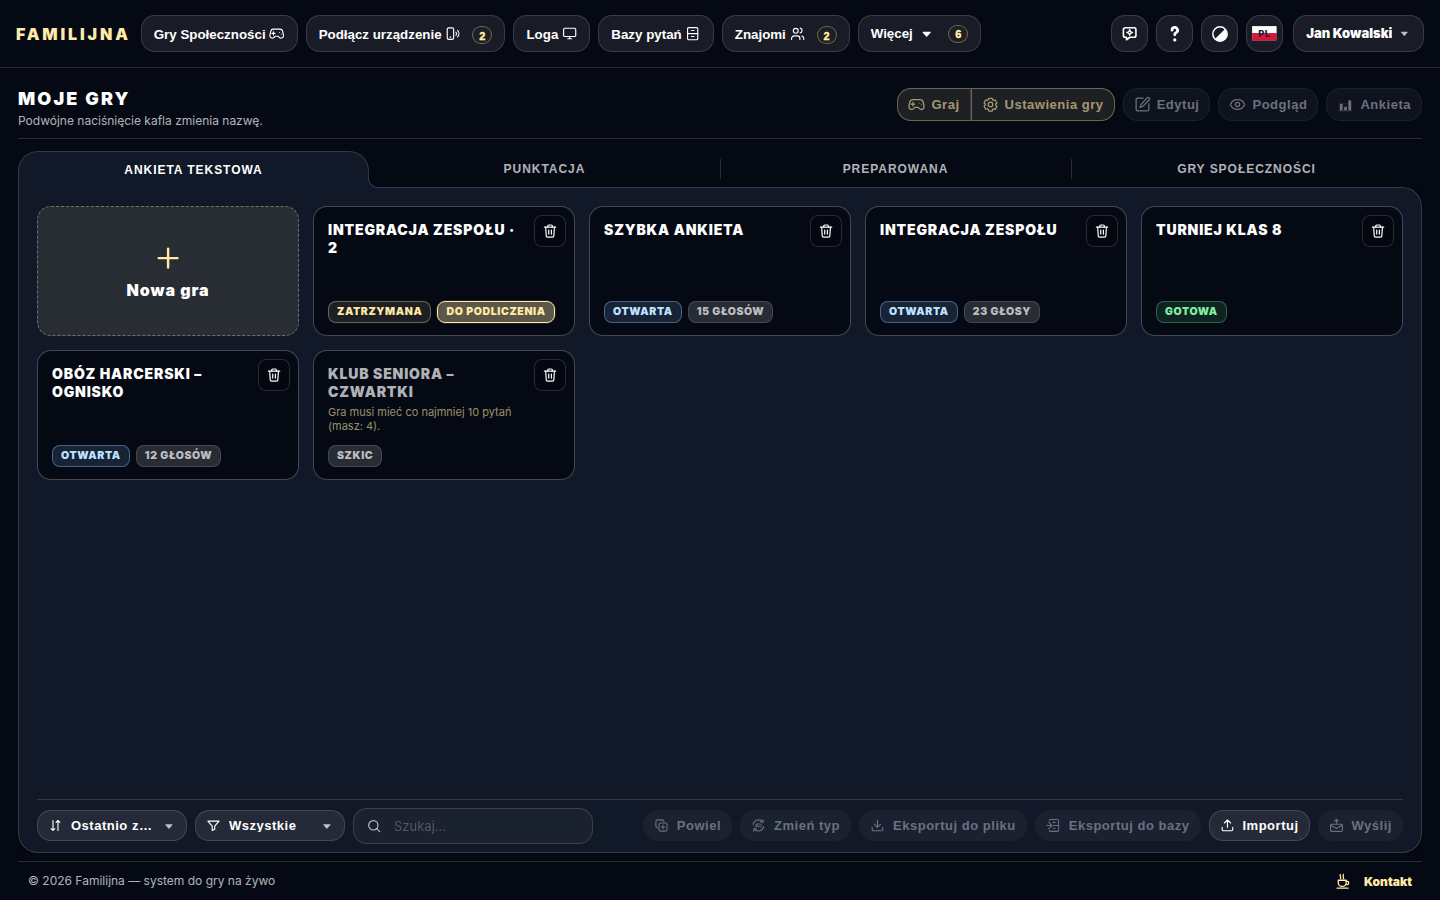 FAMILIJNA
Gry Społeczności
Podłącz urządzenie 2
Loga
Bazy pytań
Znajomi 2
Więcej 6
?
PL
Jan Kowalski
MOJE GRY
Podwójne naciśnięcie kafla zmienia nazwę.
Graj
Ustawienia gry
Edytuj
Podgląd
Ankieta
ANKIETA TEKSTOWA
PUNKTACJA
PREPAROWANA
GRY SPOŁECZNOŚCI
Nowa gra
INTEGRACJA ZESPOŁU ·
2
ZATRZYMANA
DO PODLICZENIA
SZYBKA ANKIETA
OTWARTA
15 GŁOSÓW
INTEGRACJA ZESPOŁU
OTWARTA
23 GŁOSY
TURNIEJ KLAS 8
GOTOWA
OBÓZ HARCERSKI –
OGNISKO
OTWARTA
12 GŁOSÓW
KLUB SENIORA –
CZWARTKI
Gra musi mieć co najmniej 10 pytań
(masz: 4).
SZKIC
Ostatnio z...
Wszystkie
Szukaj...
Powiel
Zmień typ
Eksportuj do pliku
Eksportuj do bazy
Importuj
Wyślij
© 2026 Familijna — system do gry na żywo
Kontakt